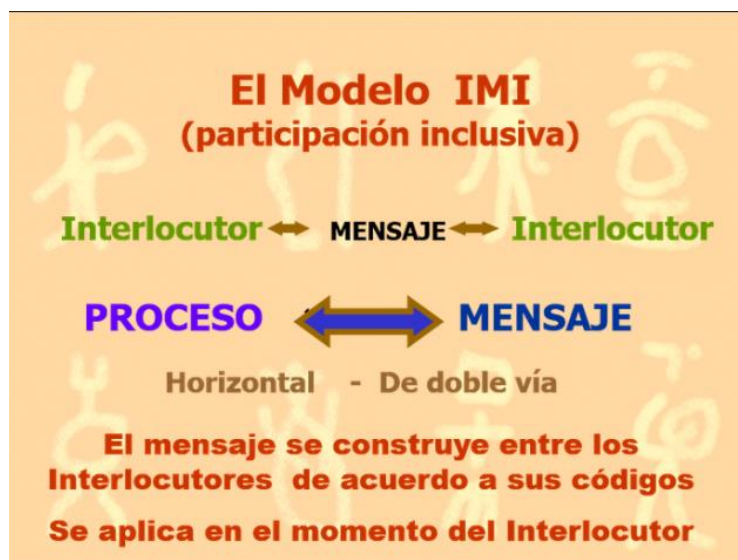 El Modelo IMI
(participación inclusiva)
Interlocutor MENSAJE Interlocutor
PROCESO MENSAJE
Horizontal - De doble vía
El mensaje se construye entre los
Interlocutores de acuerdo a sus códigos
Se aplica en el momento del Interlocutor